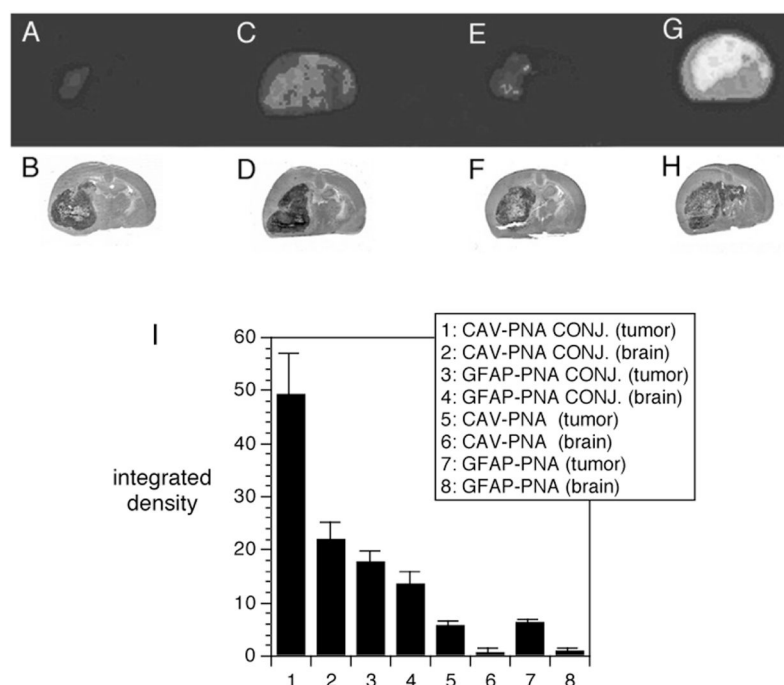 A
C
E
G
B
D
F
H
I
1: CAV-PNA CONJ. (tumor)
2: CAV-PNA CONJ. (brain)
3: GFAP-PNA CONJ. (tumor)
4: GFAP-PNA CONJ. (brain)
5: CAV-PNA (tumor)
6: CAV-PNA (brain)
7: GFAP-PNA (tumor)
8: GFAP-PNA (brain)
integrated
density
60
50
40
30
20
10
0
1 2 3 4 5 6 7 8